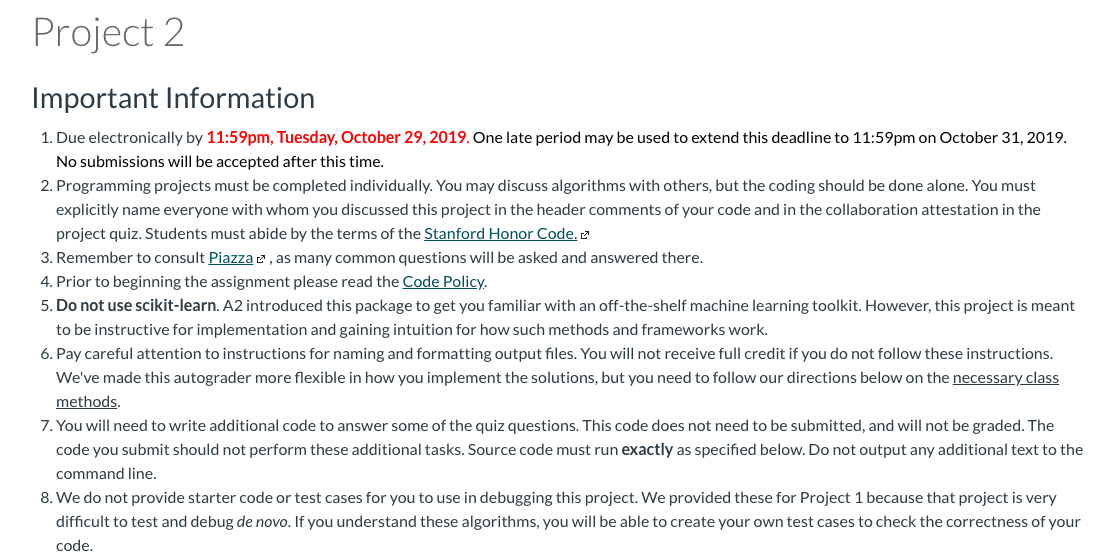 Project 2
Important Information
1. Due electronically by 11:59pm, Tuesday, October 29, 2019. One late period may be used to extend this deadline to 11:59pm on October 31, 2019.
No submissions will be accepted after this time.
2. Programming projects must be completed individually. You may discuss algorithms with others, but the coding should be done alone. You must
explicitly name everyone with whom you discussed this project in the header comments of your code and in the collaboration attestation in the
project quiz. Students must abide by the terms of the Stanford Honor Code.
3. Remember to consult Piazza , as many common questions will be asked and answered there.
4. Prior to beginning the assignment please read the Code Policy.
5. Do not use scikit-learn. A2 introduced this package to get you familiar with an off-the-shelf machine learning toolkit. However, this project is meant
to be instructive for implementation and gaining intuition for how such methods and frameworks work.
6. Pay careful attention to instructions for naming and formatting output files. You will not receive full credit if you do not follow these instructions.
We've made this autograder more flexible in how you implement the solutions, but you need to follow our directions below on the necessary class
methods.
7. You will need to write additional code to answer some of the quiz questions. This code does not need to be submitted, and will not be graded. The
code you submit should not perform these additional tasks. Source code must run exactly as specified below. Do not output any additional text to the
command line.
8. We do not provide starter code or test cases for you to use in debugging this project. We provided these for Project 1 because that project is very
difficult to test and debug de novo. If you understand these algorithms, you will be able to create your own test cases to check the correctness of your
code.